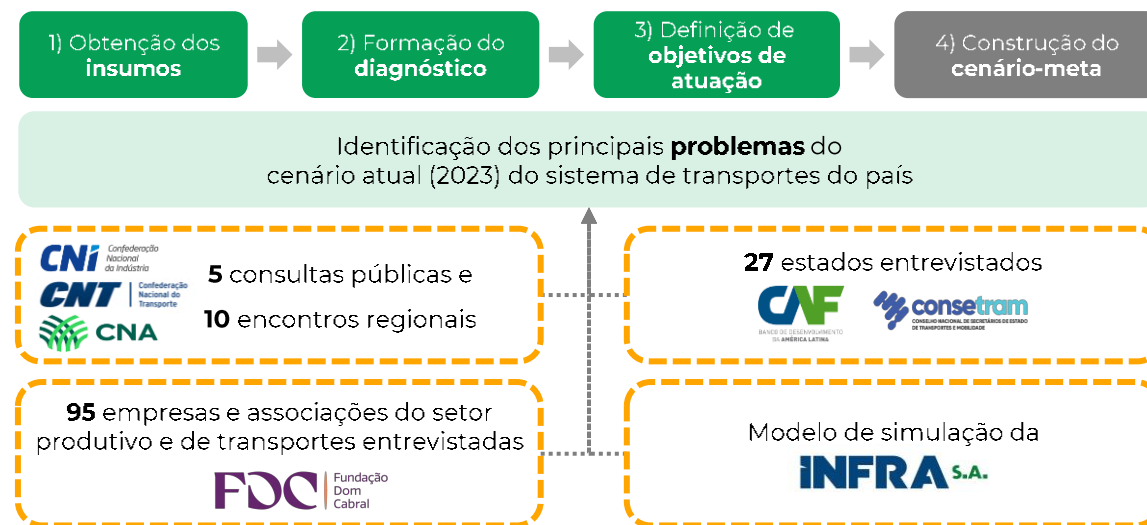 1) Obtenção dos
insumos
2) Formação do
diagnóstico
3) Definição de
objetivos de
atuação
4) Construção do
cenário-meta
Identificação dos principais problemas do
cenário atual (2023) do sistema de transportes do país
CNi Confederação
Nacional
da Indústria
CNT Confederação
Nacional do
Transporte
CNA
5 consultas públicas e
10 encontros regionais
27 estados entrevistados
CAF
BANCO DE DESENVOLVIMENTO
DA AMÉRICA LATINA
consetram
CONSELHO NACIONAL DE SECRETÁRIOS DE ESTADO
DE TRANSPORTES E MOBILIDADE
95 empresas e associações do setor
produtivo e de transportes entrevistadas
FDC Fundação
Dom
Cabral
Modelo de simulação da
INFRA S.A.